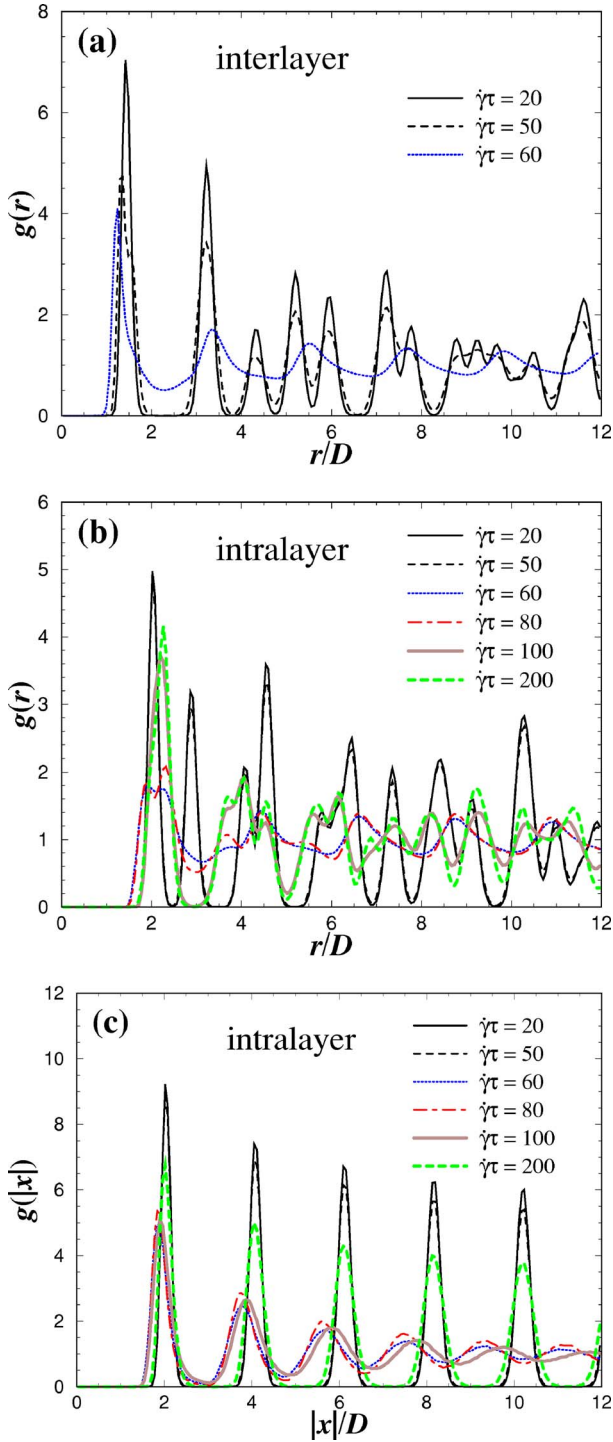 (a)
interlayer
γ̇τ = 20
γ̇τ = 50
γ̇τ = 60
g(r)
8
6
4
2
0
0 2 4 6 8 10 12
r/D
(b)
intralayer
γ̇τ = 20
γ̇τ = 50
γ̇τ = 60
γ̇τ = 80
γ̇τ = 100
γ̇τ = 200
g(r)
6
5
4
3
2
1
0
0 2 4 6 8 10 12
r/D
(c)
intralayer
γ̇τ = 20
γ̇τ = 50
γ̇τ = 60
γ̇τ = 80
γ̇τ = 100
γ̇τ = 200
g(|x|)
12
10
8
6
4
2
0
0 2 4 6 8 10 12
|x|/D